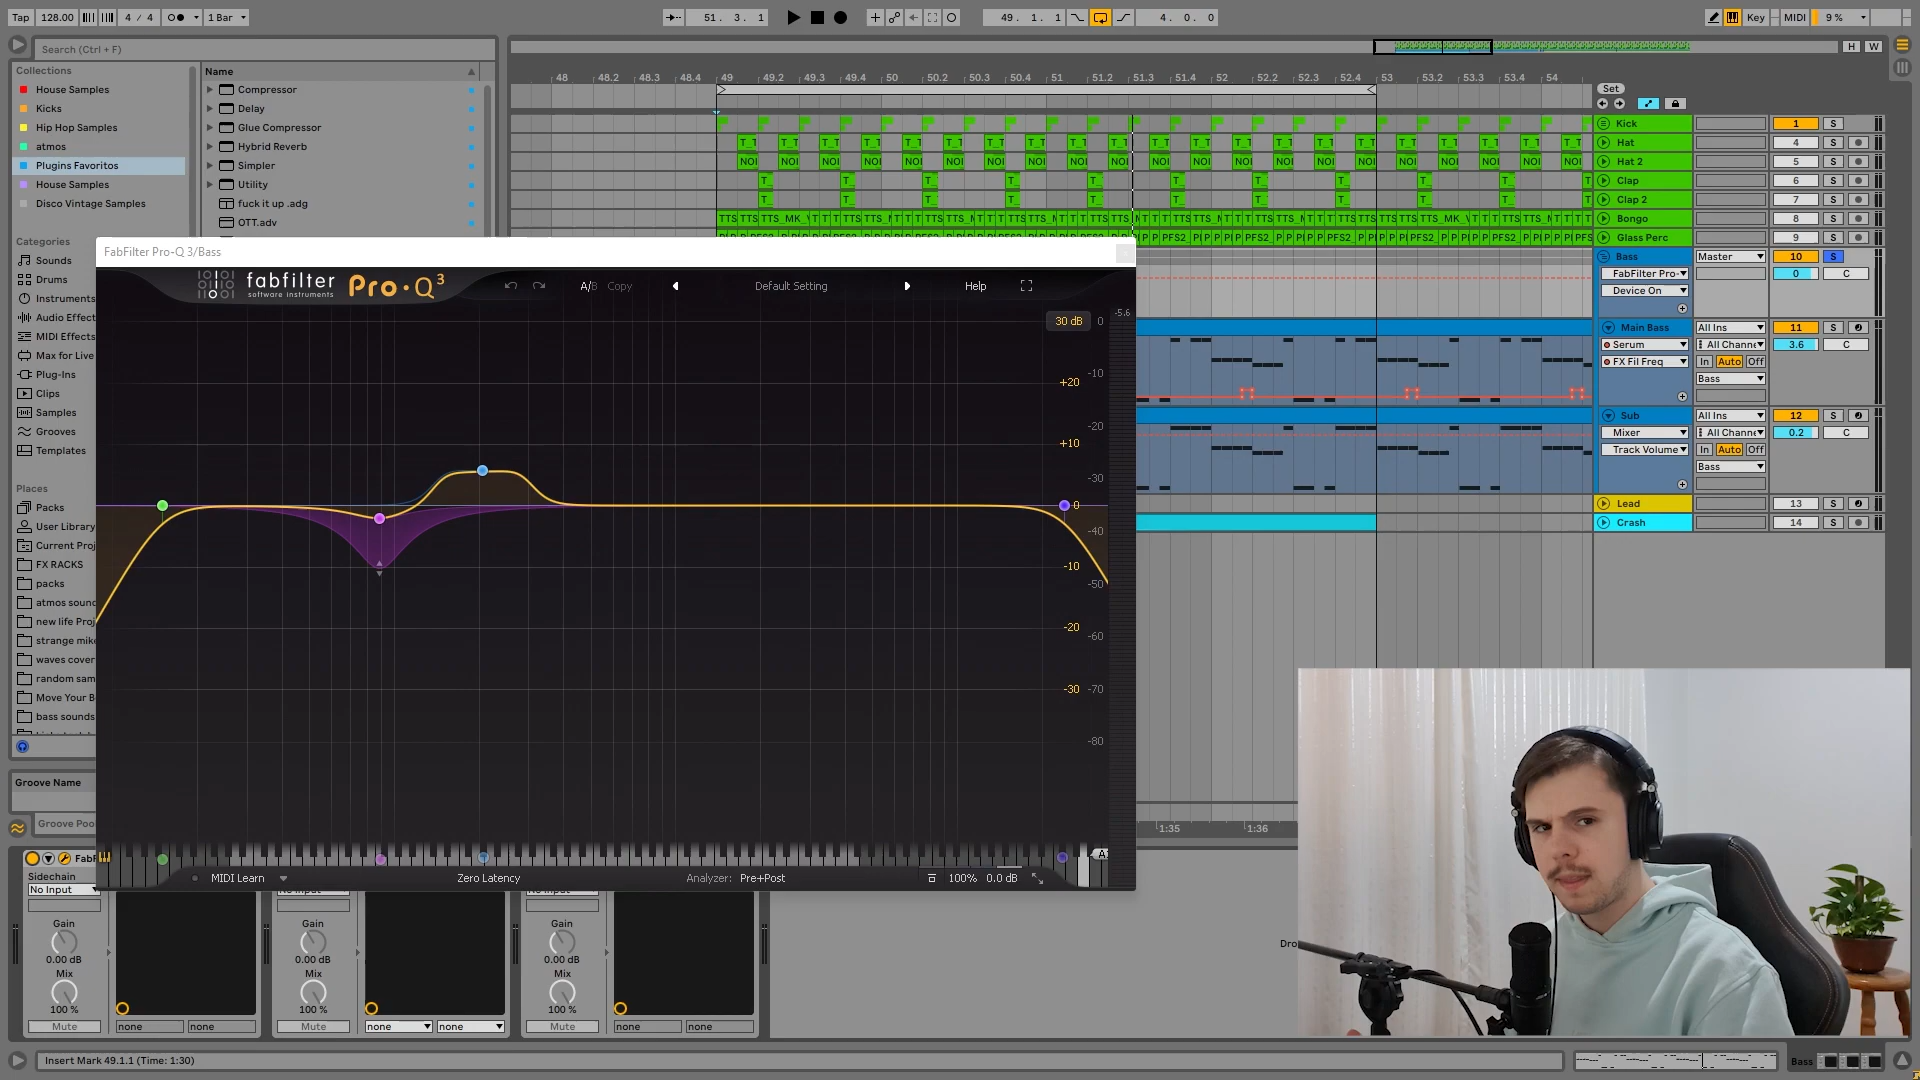 Tap 128.00 4 / 4 1 Bar 51. 3. 1 49. 1. 1 4. 0. 0 Key MIDI 9 %
Search (Ctrl + F)
H W
Collections
House Samples
Kicks
Hip Hop Samples
atmos
Plugins Favoritos
House Samples
Disco Vintage Samples
Categories
Sounds
Drums
Instruments
Audio Effect
MIDI Effects
Max for Live
Plug-Ins
Clips
Samples
Grooves
Templates
Places
Packs
User Library
Current Proj
FX RACKS
packs
atmos soun
new life Proj
strange mik
waves cover
random sam
Move Your B
bass sounds
Name
Compressor
Delay
Glue Compressor
Hybrid Reverb
Simpler
Utility
fuck it up .adg
OTT.adv
48 48.2 48.3 48.4 49 49.2 49.3 49.4 50 50.2 50.3 50.4 51 51.2 51.3 51.4 52 52.2 52.3 52.4 53 53.2 53.3 53.4 54
Set
Kick 1 S
Hat 4 S
Hat 2 5 S
Clap 6 S
Clap 2 7 S
Bongo 8 S
Glass Perc 9 S
Bass Master 10 S
FabFilter Pro- 0 C
Device On
Main Bass All Ins 11 S
Serum All Channe 3.6 C
FX Fil Freq In Auto Off
Bass
Sub All Ins 12 S
Mixer All Channe 0.2 C
Track Volume In Auto Off
Bass
Lead 13 S
Crash 14 S
FabFilter Pro-Q 3/Bass
fabfilter
software instruments
Pro·Q3
A/B Copy Default Setting Help
30 dB
-5.6
0
-10
-20
-30
-40
-50
-60
-70
-80
+20
+10
0
-10
-20
-30
MIDI Learn Zero Latency Analyzer: Pre+Post 100% 0.0 dB
1:35 1:36
Groove Name
Groove Poo
FabF
Sidechain
No Input
Gain
0.00 dB
Mix
100 %
Mute none none
Gain
0.00 dB
Mix
100 %
Mute none none
Gain
0.00 dB
Mix
100 %
Mute none none
Dro
Insert Mark 49.1.1 (Time: 1:30)
Bass